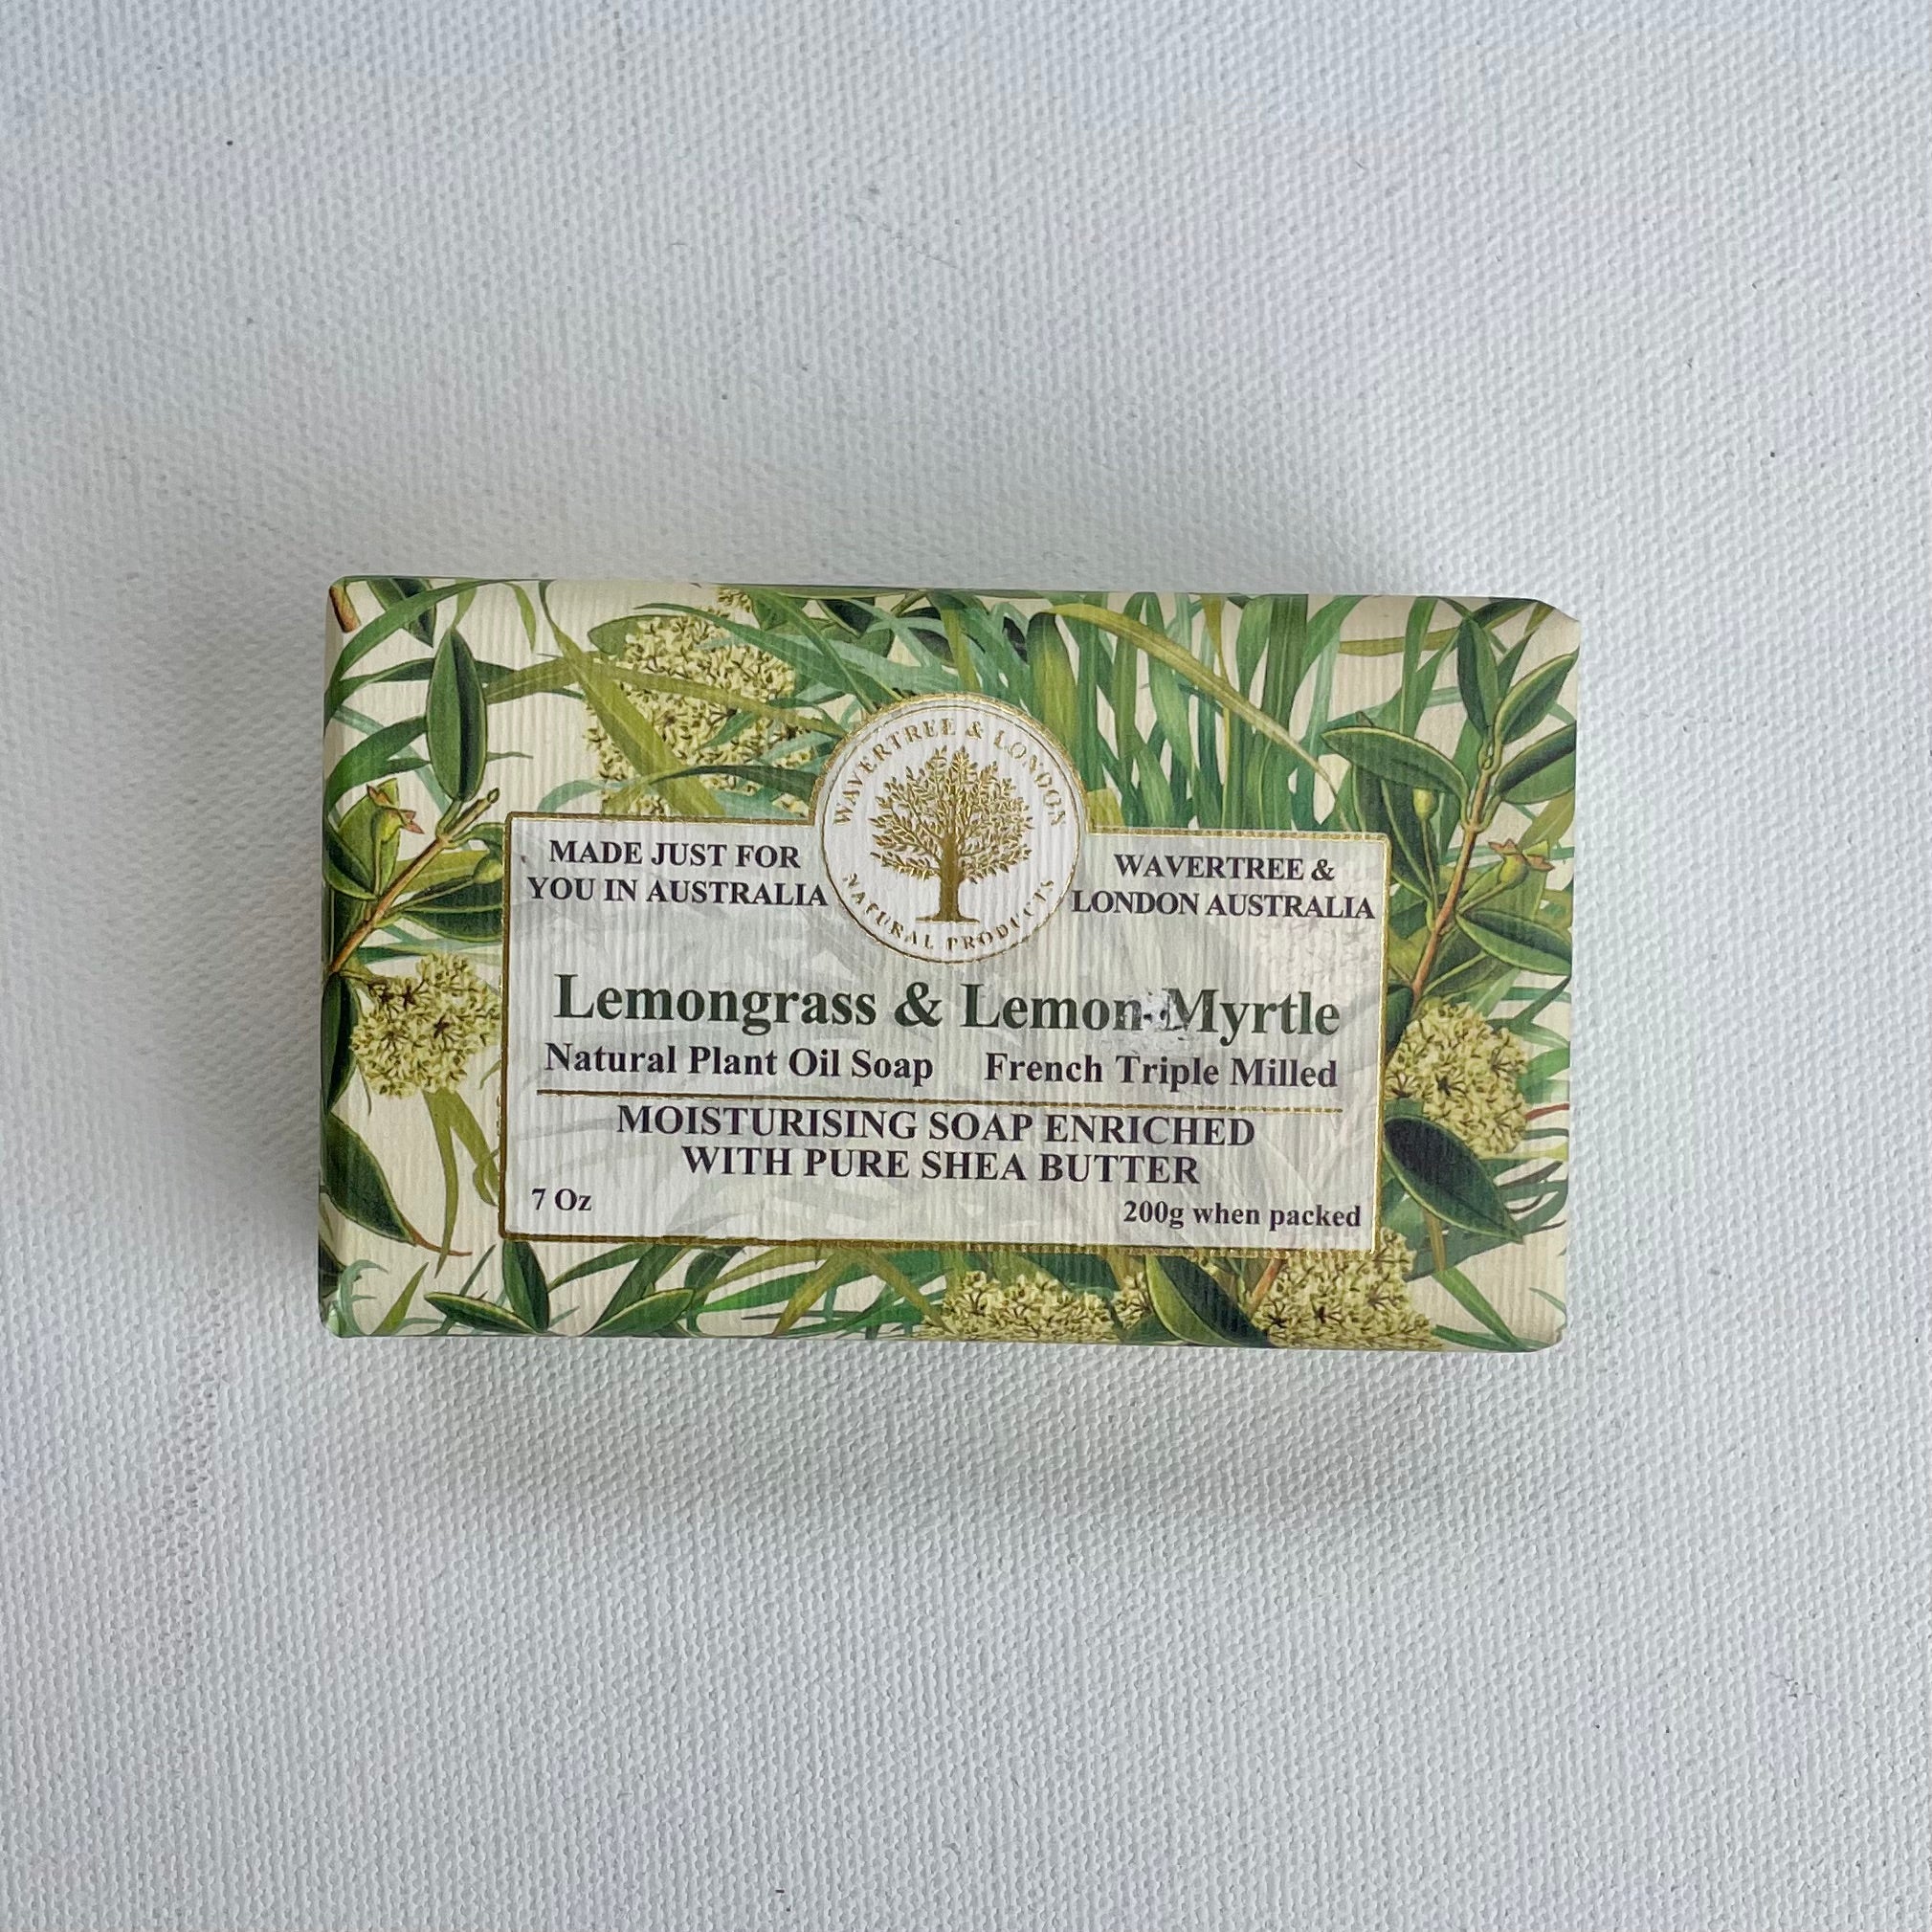 WAVERTREE & LONDON
NATURAL PRODUCTS
MADE JUST FOR
YOU IN AUSTRALIA
WAVERTREE &
LONDON AUSTRALIA
Lemongrass & Lemon Myrtle
Natural Plant Oil Soap French Triple Milled
MOISTURISING SOAP ENRICHED
WITH PURE SHEA BUTTER
7 Oz 200g when packed